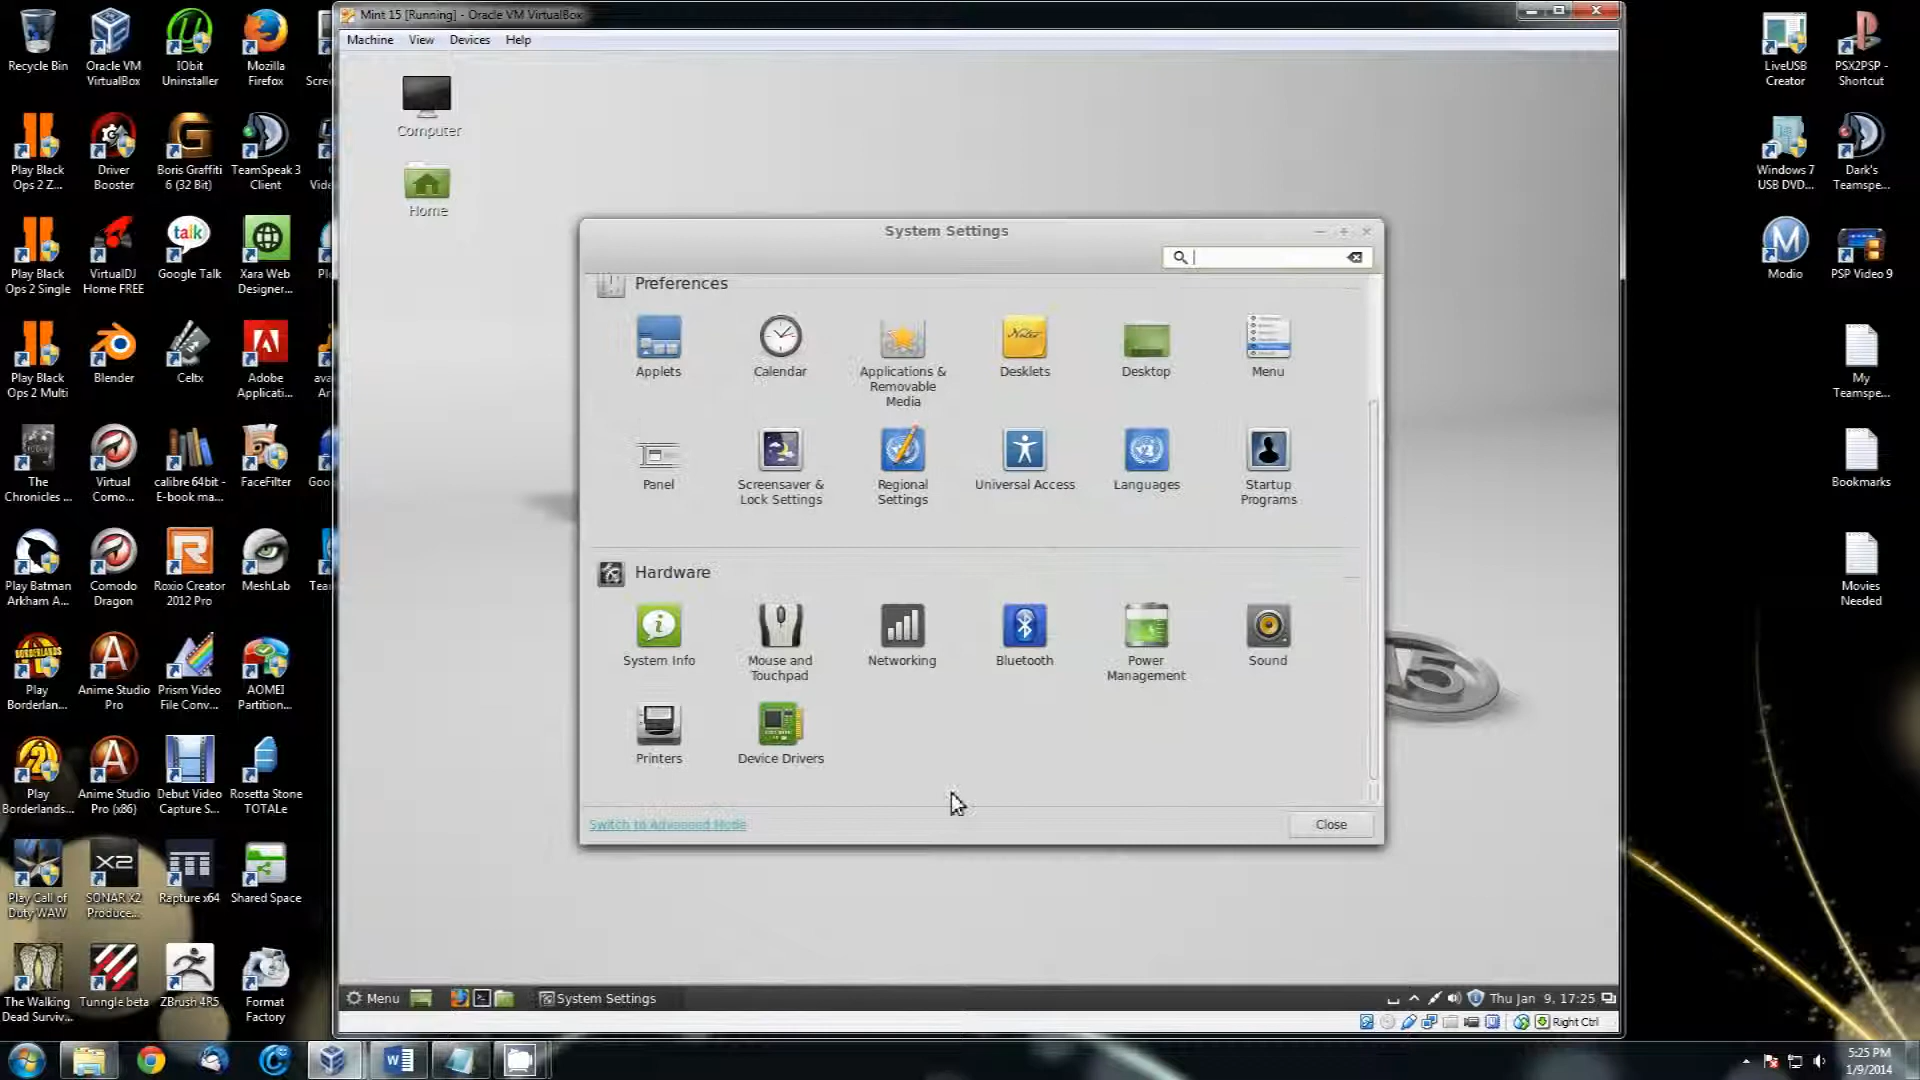 Mint 15 [Running] - Oracle VM VirtualBox
Machine View Devices Help
Recycle Bin
Oracle VM
VirtualBox
IObit
Uninstaller
Mozilla
Firefox
Scre...
Play Black
Ops 2 Z...
Driver
Booster
Boris Graffiti
6 (32 Bit)
TeamSpeak 3
Client
Play Black
Ops 2 Single
VirtualDJ
Home FREE
talk
Google Talk
Xara Web
Designer...
Play Black
Ops 2 Multi
Blender
Celtx
Adobe
Applicati...
The
Chronicles ...
Virtual
Como...
calibre 64bit -
E-book ma...
FaceFilter
Play Batman
Arkham A...
Comodo
Dragon
Roxio Creator
2012 Pro
MeshLab
BORDERLANDS
Play
Borderlan...
Anime Studio
Pro
Prism Video
File Conv...
AOMEI
Partition...
Play
Borderlands...
Anime Studio
Pro (x86)
Debut Video
Capture S...
Rosetta Stone
TOTALe
Play Call of
Duty WAW
X2
SONAR X2
Produce...
Rapture x64
Shared Space
The Walking
Dead Surviv...
Tunngle beta
ZBrush 4R5
Format
Factory
Computer
Home
System Settings
Preferences
Applets
Calendar
Applications &
Removable
Media
Notes
Desklets
Desktop
Menu
Panel
Screensaver &
Lock Settings
Regional
Settings
Universal Access
Languages
Startup
Programs
Hardware
System Info
Mouse and
Touchpad
Networking
Bluetooth
Power
Management
Sound
Printers
Device Drivers
Switch to Advanced Mode
Close
15
Menu
System Settings
Thu Jan 9, 17:25
Right Ctrl
LiveUSB
Creator
PSX2PSP -
Shortcut
Windows 7
USB DVD...
Dark's
Teamspe...
Modio
PSP Video 9
My
Teamspe...
Bookmarks
Movies
Needed
5:25 PM
1/9/2014